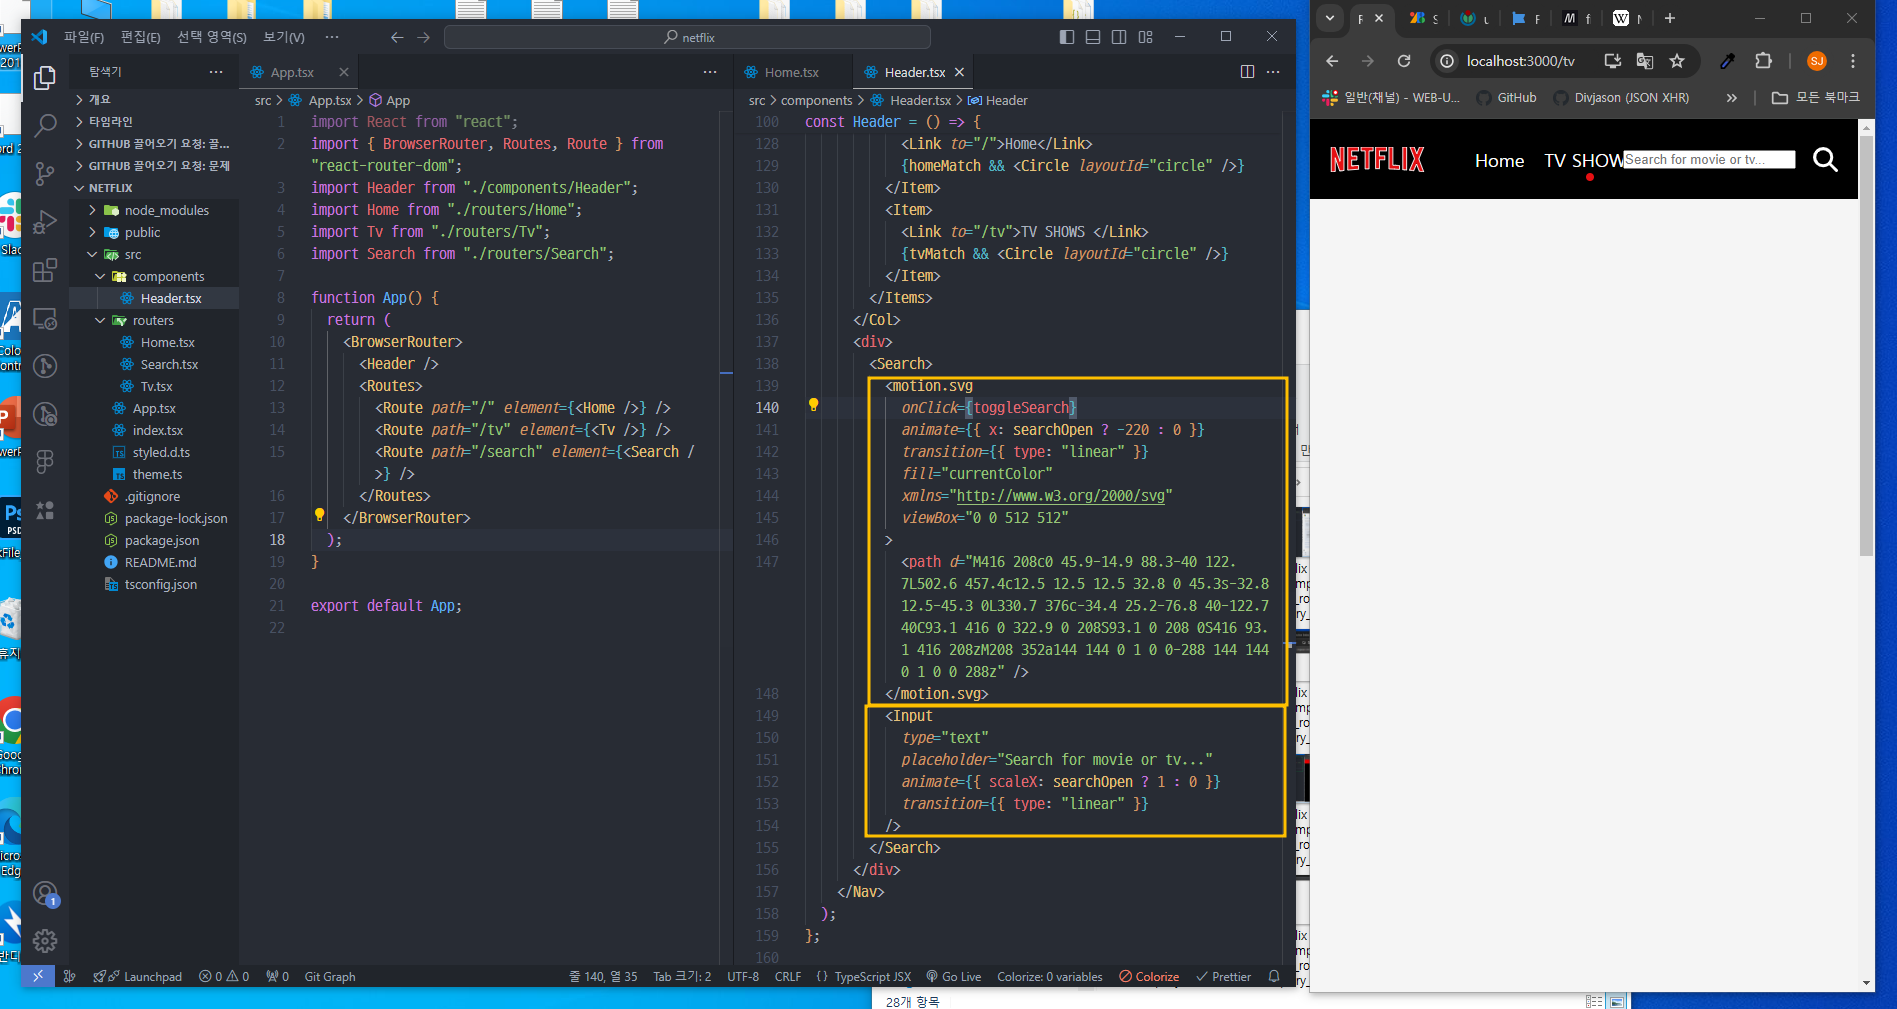 파일(F) 편집(E) 선택 영역(S) 보기(V) ···
netflix
탐색기
개요
타임라인
GITHUB 끌어오기 요청: 끌...
GITHUB 끌어오기 요청: 문제
NETFLIX
node_modules
public
src
components
Header.tsx
routers
Home.tsx
Search.tsx
Tv.tsx
App.tsx
index.tsx
styled.d.ts
theme.ts
.gitignore
package-lock.json
package.json
README.md
tsconfig.json
App.tsx
src > App.tsx > App
1 import React from "react";
2 import { BrowserRouter, Routes, Route } from
"react-router-dom";
3 import Header from "./components/Header";
4 import Home from "./routers/Home";
5 import Tv from "./routers/Tv";
6 import Search from "./routers/Search";
7
8 function App() {
9 return (
10 <BrowserRouter>
11 <Header />
12 <Routes>
13 <Route path="/" element={<Home />} />
14 <Route path="/tv" element={<Tv />} />
15 <Route path="/search" element={<Search /
>} />
16 </Routes>
17 </BrowserRouter>
18 );
19 }
20
21 export default App;
22
Home.tsx Header.tsx
src > components > Header.tsx > Header
100 const Header = () => {
128 <Link to="/">Home</Link>
129 {homeMatch && <Circle layoutId="circle" />}
130 </Item>
131 <Item>
132 <Link to="/tv">TV SHOWS </Link>
133 {tvMatch && <Circle layoutId="circle" />}
134 </Item>
135 </Items>
136 </Col>
137 <div>
138 <Search>
139 <motion.svg
140 onClick={toggleSearch}
141 animate={{ x: searchOpen ? -220 : 0 }}
142 transition={{ type: "linear" }}
143 fill="currentColor"
144 xmlns="http://www.w3.org/2000/svg"
145 viewBox="0 0 512 512"
146 >
147 <path d="M416 208c0 45.9-14.9 88.3-40 122.
7L502.6 457.4c12.5 12.5 12.5 32.8 0 45.3s-32.8
12.5-45.3 0L330.7 376c-34.4 25.2-76.8 40-122.7
40C93.1 416 0 322.9 0 208S93.1 0 208 0S416 93.
1 416 208zM208 352a144 144 0 1 0 0-288 144 144
0 1 0 0 288z" />
148 </motion.svg>
149 <Input
150 type="text"
151 placeholder="Search for movie or tv..."
152 animate={{ scaleX: searchOpen ? 1 : 0 }}
153 transition={{ type: "linear" }}
154 />
155 </Search>
156 </div>
157 </Nav>
158 );
159 };
160
1
Launchpad 0 0 0 Git Graph
줄 140, 열 35 Tab 크기: 2 UTF-8 CRLF {} TypeScript JSX Go Live Colorize: 0 variables Colorize Prettier
localhost:3000/tv
SJ
일반(채널) - WEB-U... GitHub Divjason (JSON XHR) » 모든 북마크
NETFLIX Home TV SHOW
Search for movie or tv...
28개 항목